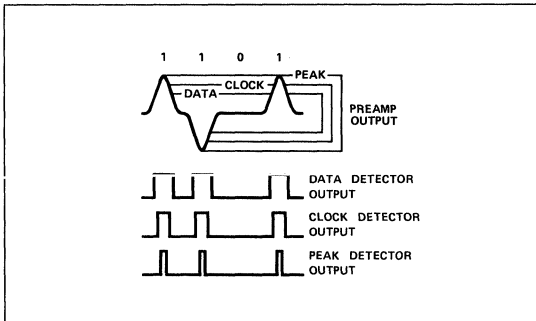 1 1 0 1
PEAK
CLOCK
DATA
PREAMP
OUTPUT
DATA DETECTOR
OUTPUT
CLOCK DETECTOR
OUTPUT
PEAK DETECTOR
OUTPUT